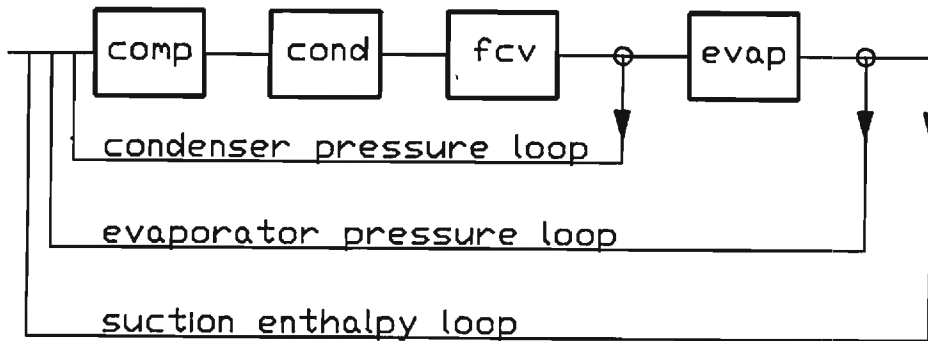 comp cond fcv evap
condenser pressure loop
evaporator pressure loop
suction enthalpy loop